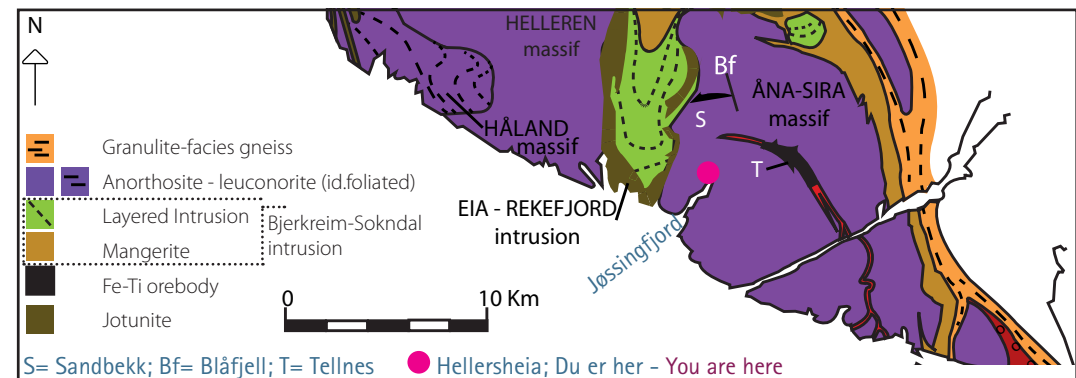 N
HELLEREN
massif
Bf
ÅNA-SIRA
massif
S
HÅLAND
massif
T
EIA - REKEFJORD
intrusion
Jøssingfjord
Granulite-facies gneiss
Anorthosite - leuconorite (id.foliated)
Layered Intrusion
Bjerkreim-Sokndal
intrusion
Mangerite
Fe-Ti orebody
Jotunite
0 10 Km
S= Sandbekk; Bf= Blåfjell; T= Tellnes Hellersheia; Du er her - You are here